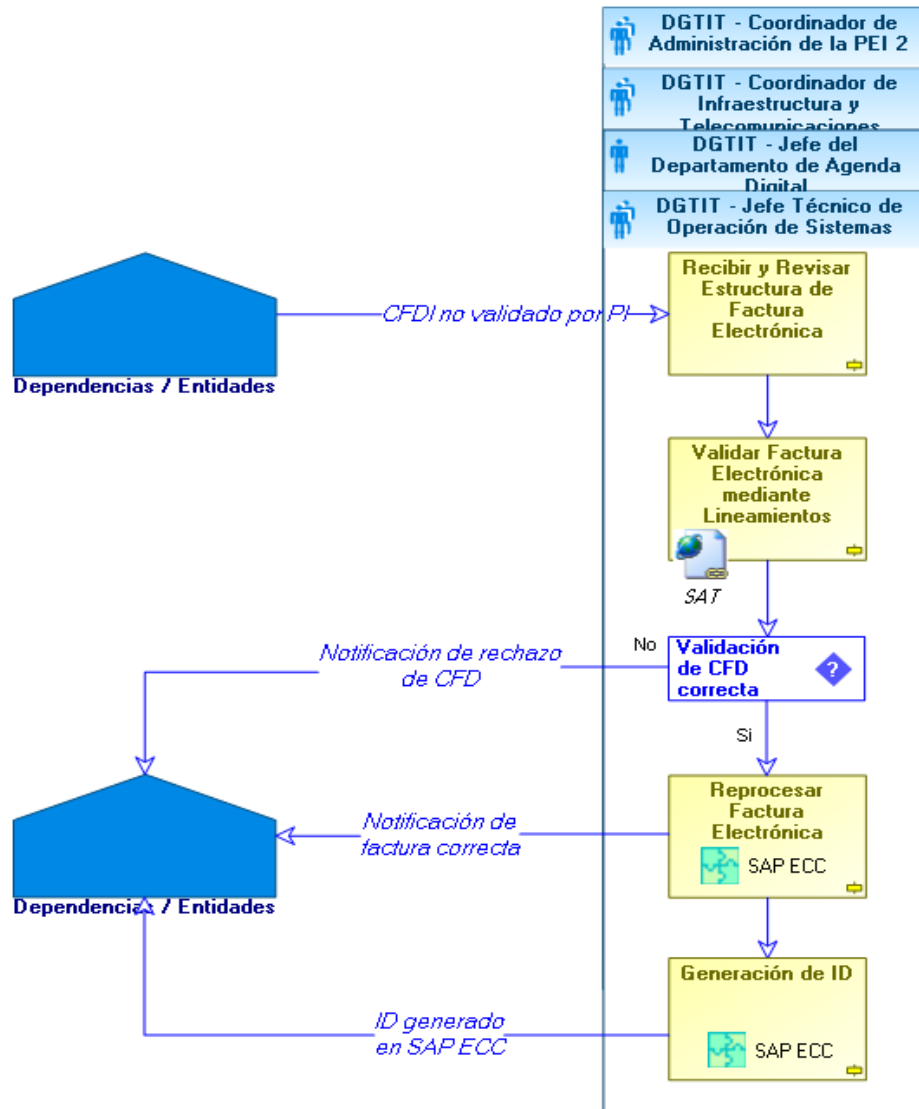 DGTIT - Coordinador de
Administración de la PEI 2
DGTIT - Coordinador de
Infraestructura y
Telecomunicaciones
DGTIT - Jefe del
Departamento de Agenda
Digital
DGTIT - Jefe Técnico de
Operación de Sistemas
Recibir y Revisar
Estructura de
Factura
Electrónica
CFDI no validado por PI
Dependencias / Entidades
Validar Factura
Electrónica
mediante
Lineamientos
SAT
No
Validación
de CFD
correcta
?
Notificación de rechazo
de CFD
Si
Reprocesar
Factura
Electrónica
SAP ECC
Notificación de
factura correcta
Dependencias / Entidades
Generación de ID
SAP ECC
ID generado
en SAP ECC